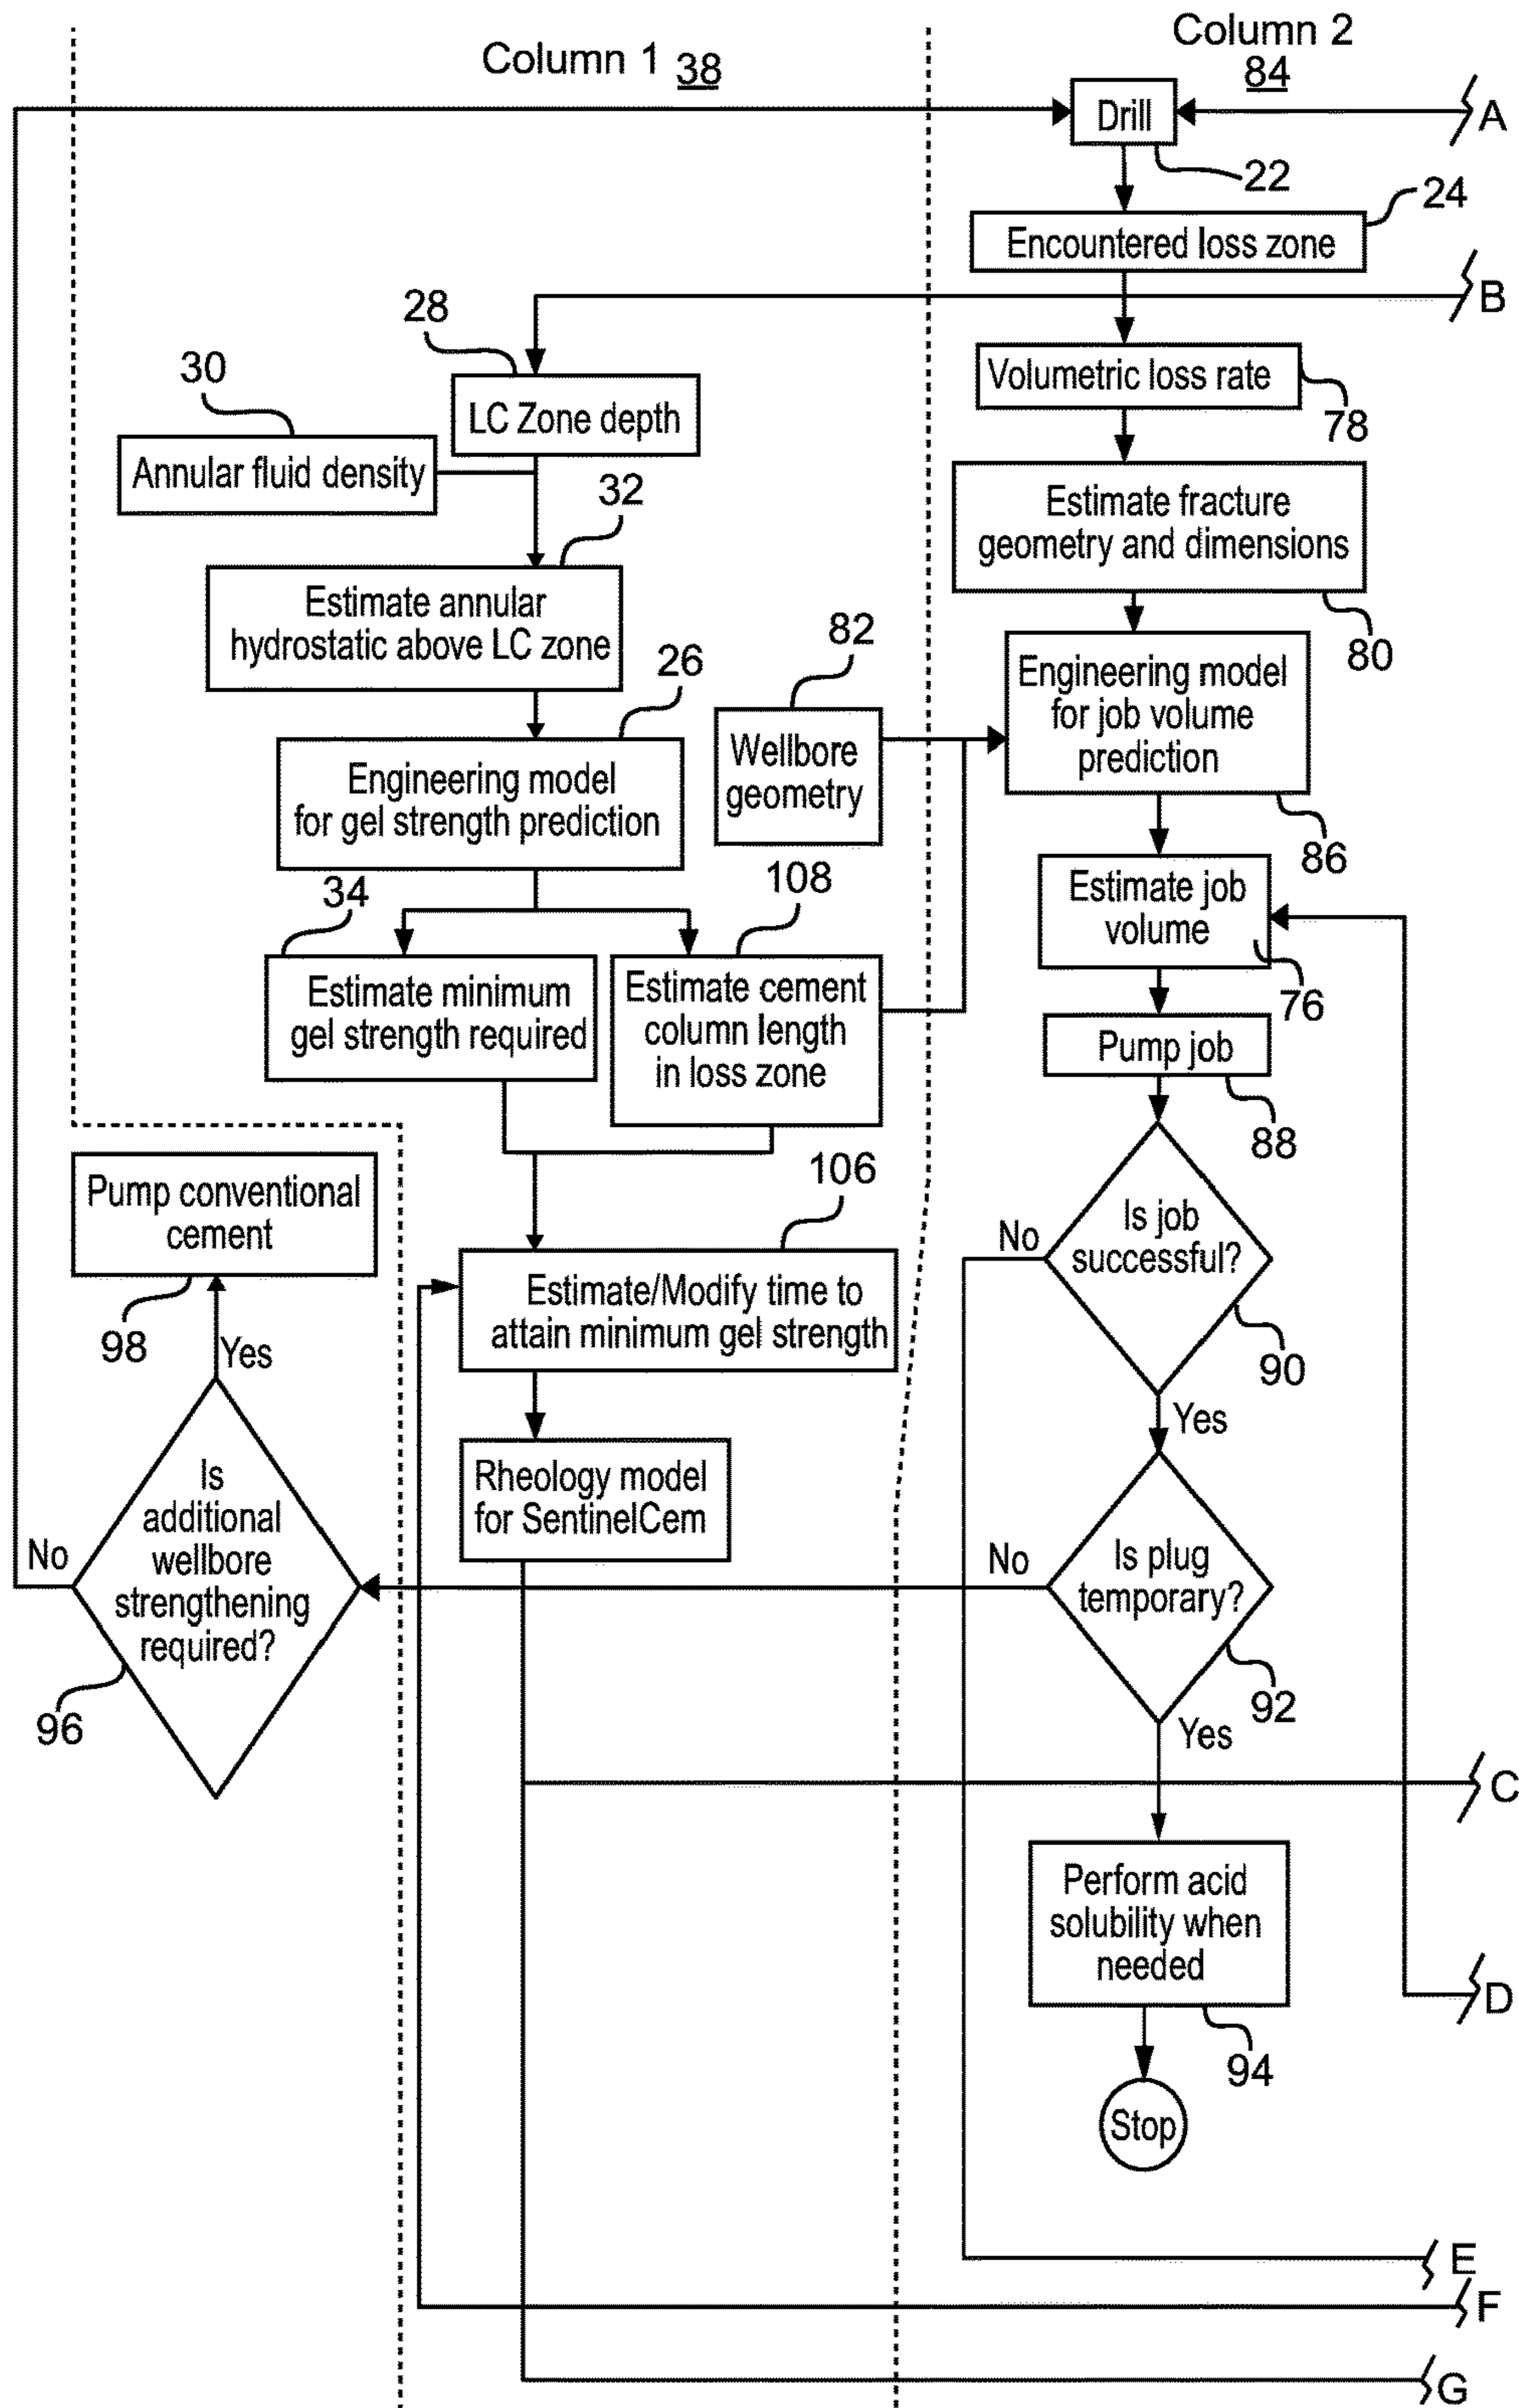 Column 1 38
Column 2
84
Drill
A
22
24
Encountered loss zone
B
28
LC Zone depth
30
Annular fluid density
Volumetric loss rate
78
32
Estimate annular
hydrostatic above LC zone
Estimate fracture
geometry and dimensions
80
26
Engineering model
for gel strength prediction
82
Wellbore
geometry
Engineering model
for job volume
prediction
86
34
Estimate minimum
gel strength required
108
Estimate cement
column length
in loss zone
Estimate job
volume
76
Pump job
88
Pump conventional
cement
98
Yes
106
Estimate/Modify time to
attain minimum gel strength
No
Is job
successful?
90
Yes
Rheology model
for SentinelCem
No
Is
additional
wellbore
strengthening
required?
96
No
Is plug
temporary?
92
Yes
C
Perform acid
solubility when
needed
94
D
Stop
E
F
G